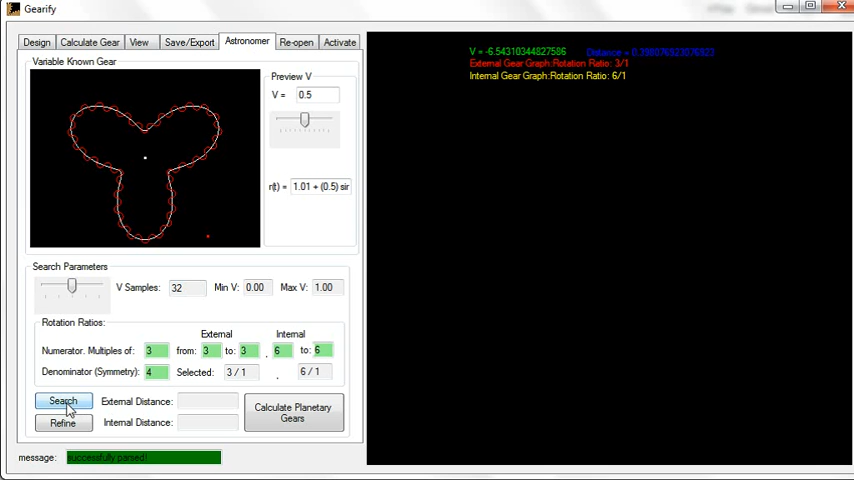 Gearify
Design Calculate Gear View Save/Export Astronomer Re-open Activate
Variable Known Gear
Preview V
V = 0.5
r(t) = 1.01 + (0.5) sir
Search Parameters
V Samples: 32 Min V: 0.00 Max V: 1.00
Rotation Ratios:
External Internal
Numerator. Multiples of: 3 from: 3 to: 3 , 6 to: 6
Denominator (Symmetry): 4 Selected: 3 / 1 , 6 / 1
Search External Distance:
Refine Internal Distance:
Calculate Planetary
Gears
message: successfully parsed!
V = -6.54310344827586 Distance = 0.398076923076923
External Gear Graph:Rotation Ratio: 3/1
Internal Gear Graph:Rotation Ratio: 6/1